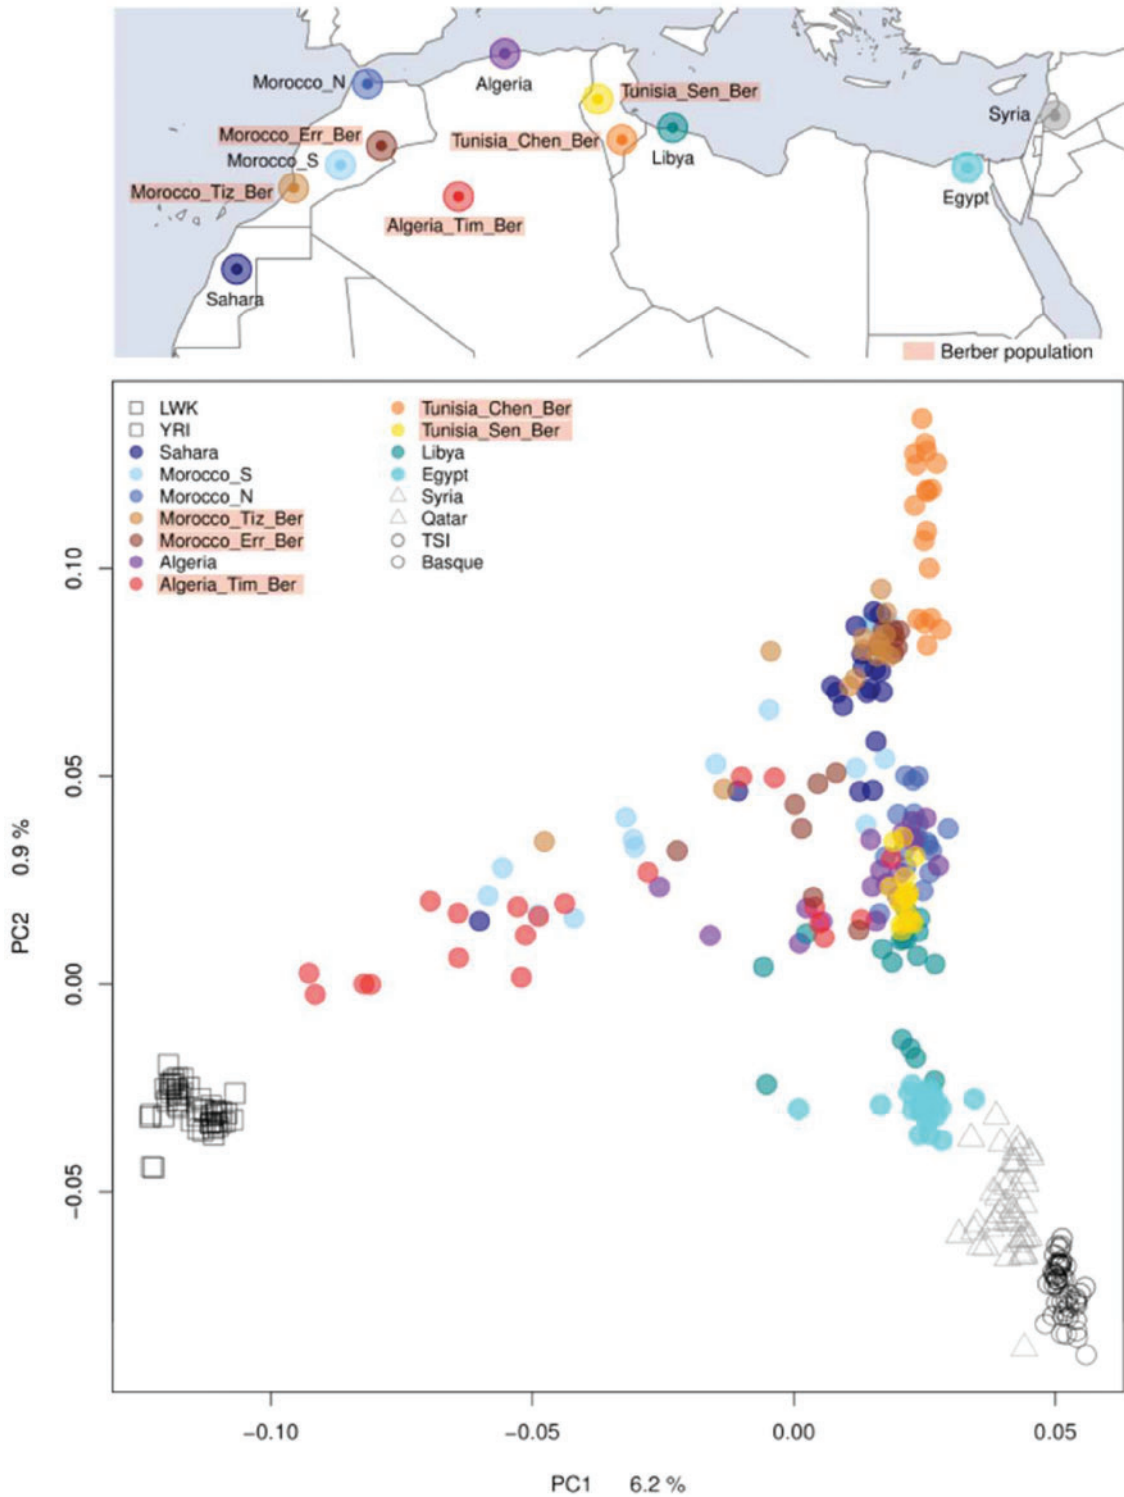 Morocco_N
Algeria
Tunisia_Sen_Ber
Syria
Morocco_Err_Ber
Tunisia_Chen_Ber
Morocco_S
Libya
Morocco_Tiz_Ber
Egypt
Algeria_Tim_Ber
Sahara
Berber population
LWK
YRI
Sahara
Morocco_S
Morocco_N
Morocco_Tiz_Ber
Morocco_Err_Ber
Algeria
Algeria_Tim_Ber
Tunisia_Chen_Ber
Tunisia_Sen_Ber
Libya
Egypt
Syria
Qatar
TSI
Basque
0.10
0.05
0.00
−0.05
PC2 0.9 %
−0.10
−0.05
0.00
0.05
PC1 6.2 %